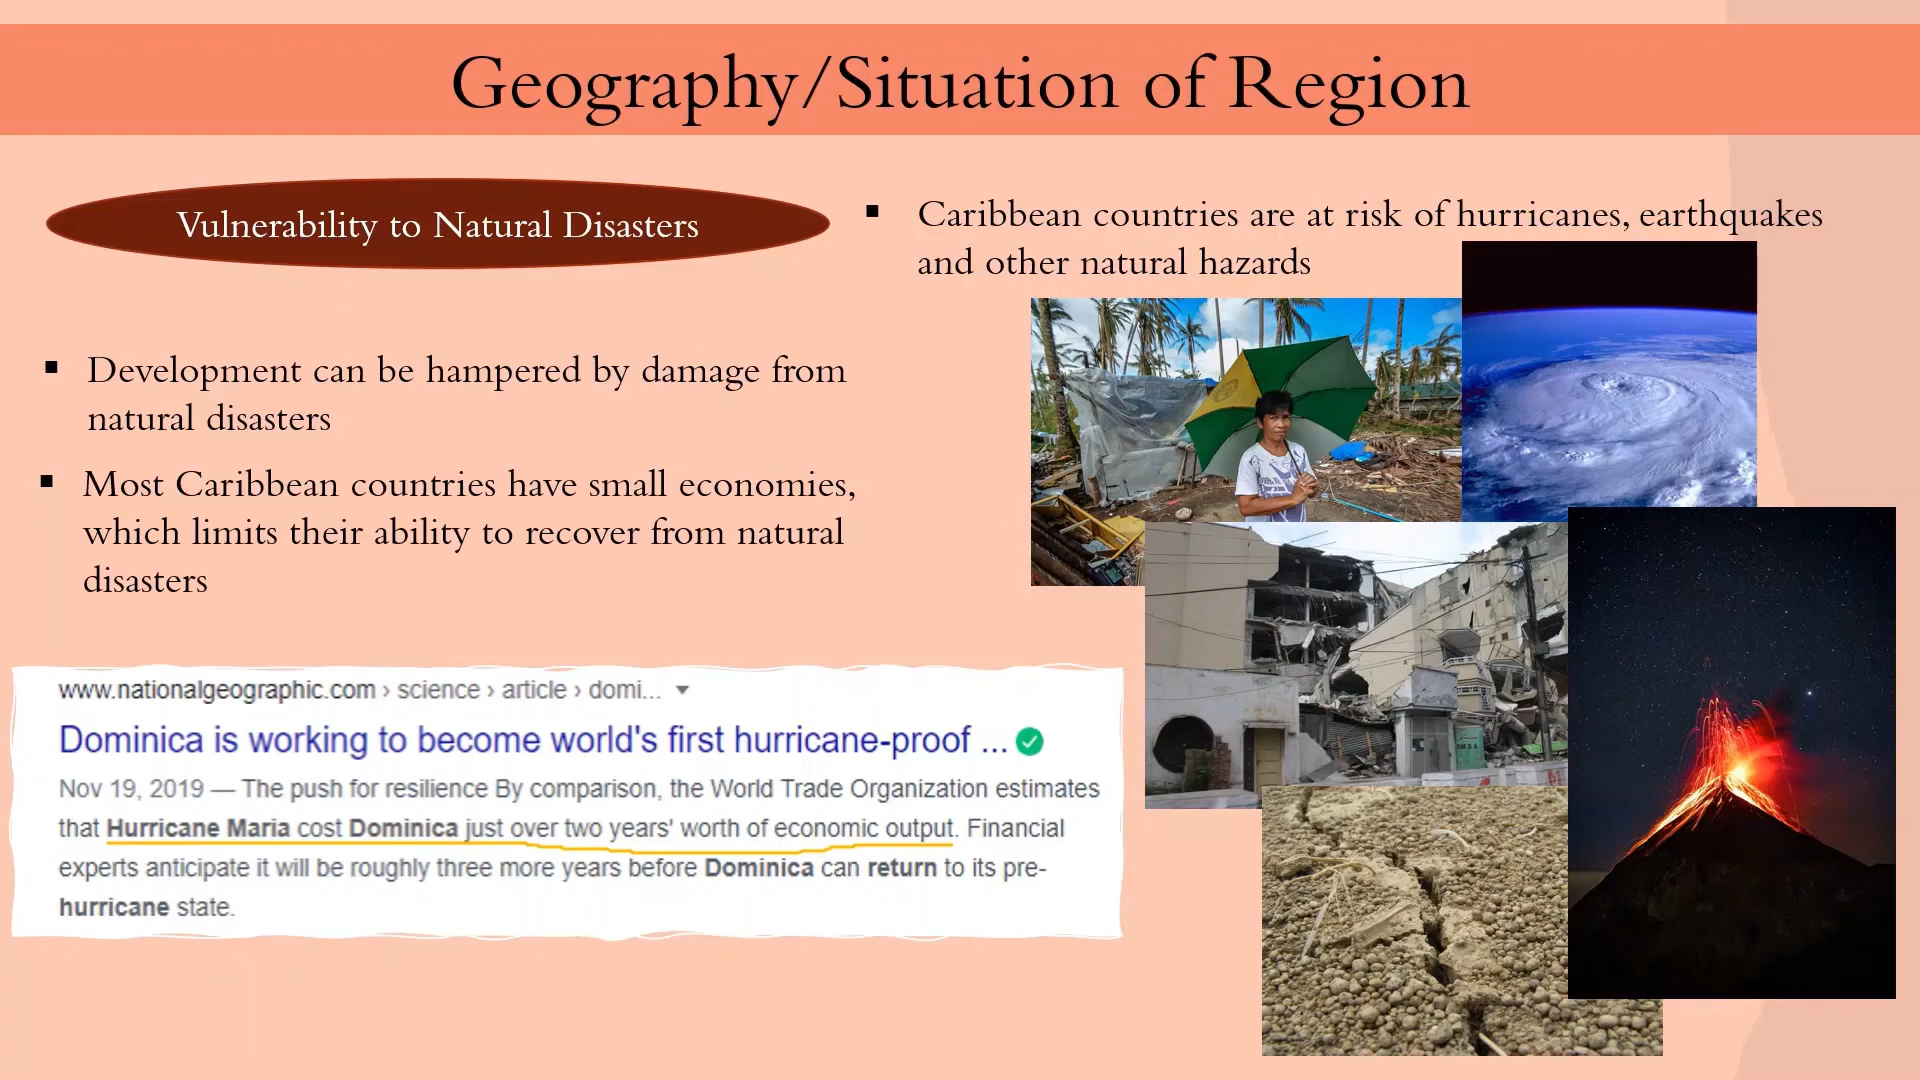 Geography/Situation of Region
Vulnerability to Natural Disasters
▪ Caribbean countries are at risk of hurricanes, earthquakes
and other natural hazards
▪ Development can be hampered by damage from
natural disasters
▪ Most Caribbean countries have small economies,
which limits their ability to recover from natural
disasters
www.nationalgeographic.com › science › article › domi...
Dominica is working to become world's first hurricane-proof ...
Nov 19, 2019 — The push for resilience By comparison, the World Trade Organization estimates
that Hurricane Maria cost Dominica just over two years' worth of economic output. Financial
experts anticipate it will be roughly three more years before Dominica can return to its pre-
hurricane state.